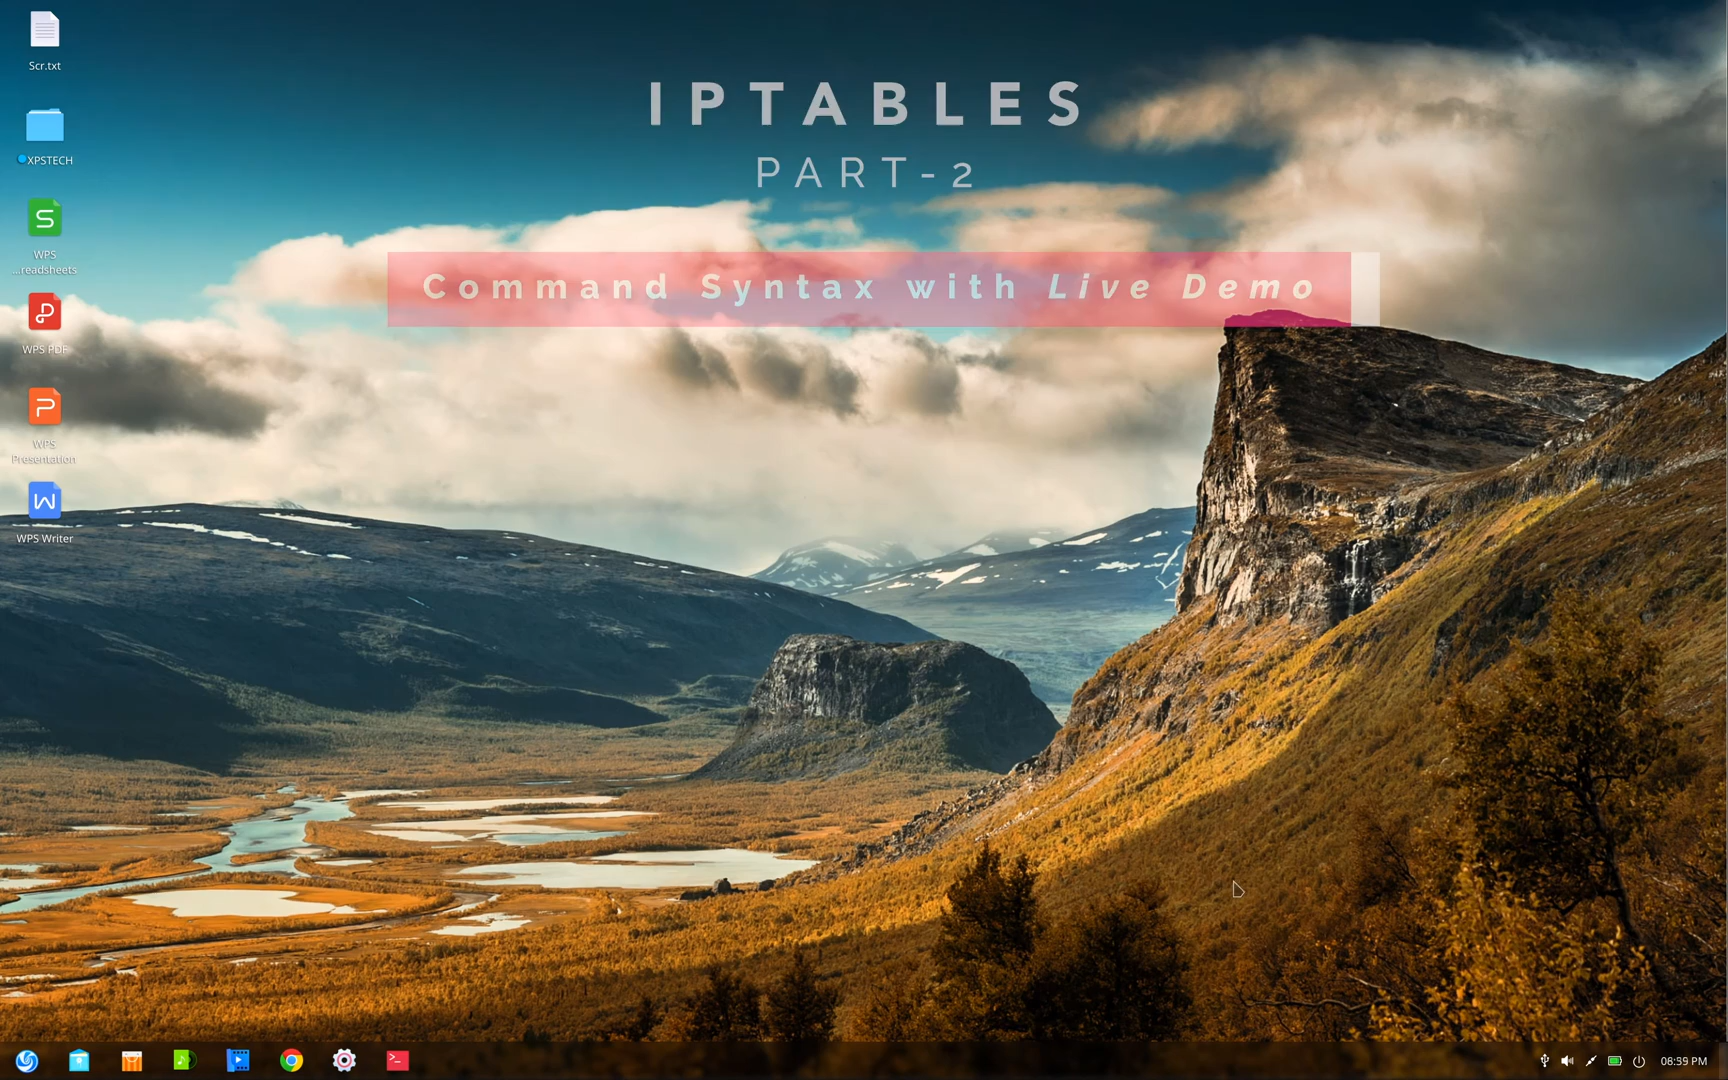 Scr.txt
XPSTECH
WPS
...readsheets
WPS PDF
WPS
Presentation
WPS Writer
IPTABLES
PART-2
Command Syntax with Live Demo
08:39 PM